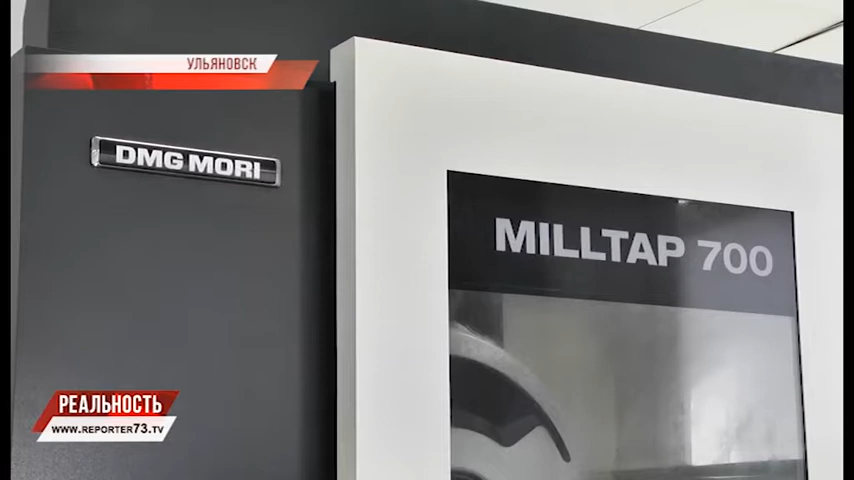 УЛЬЯНОВСК
DMG MORI
MILLTAP 700
РЕАЛЬНОСТЬ
WWW.REPORTER73.TV